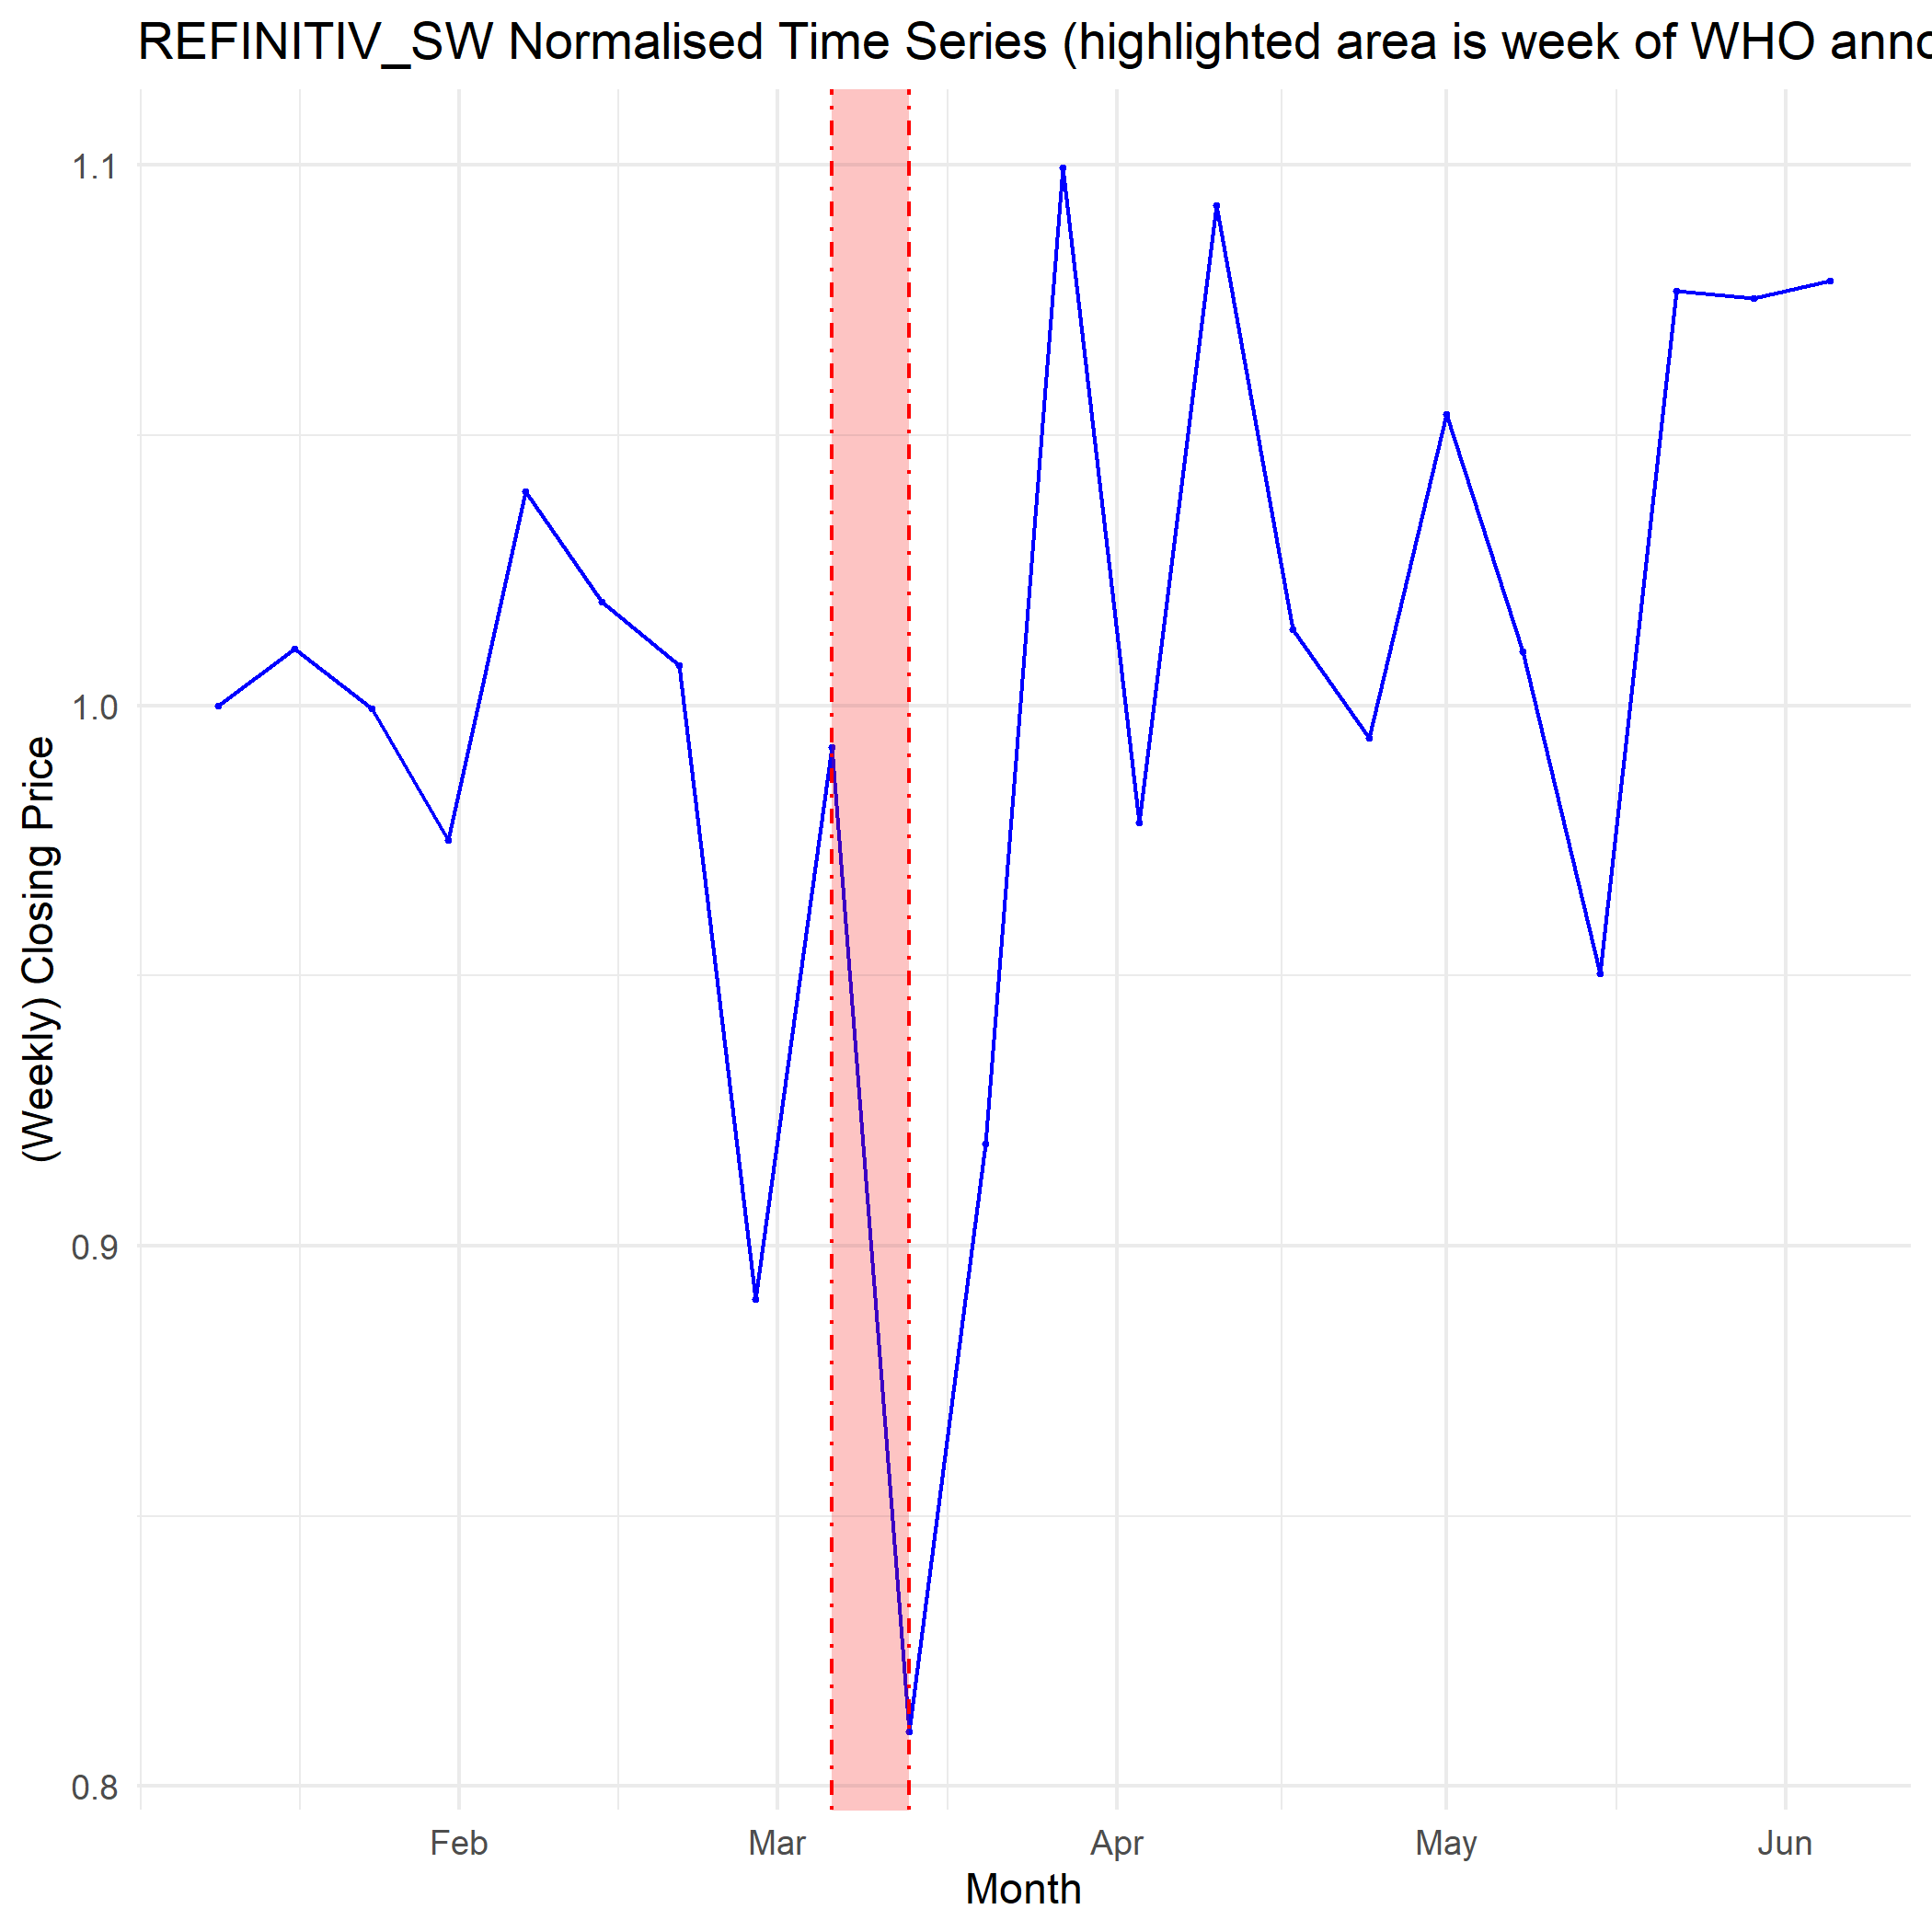 REFINITIV_SW Normalised Time Series (highlighted area is week of WHO
1.1
1.0
0.9
0.8
(Weekly) Closing Price
Feb
Mar
Apr
May
Jun
Month